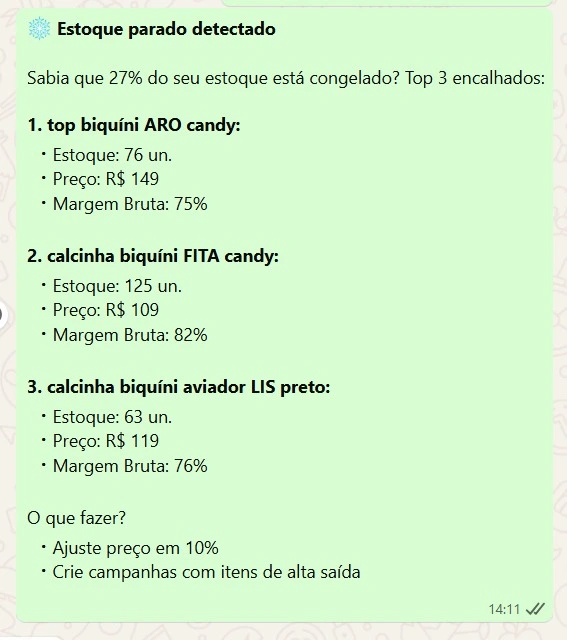 ❄️ Estoque parado detectado
Sabia que 27% do seu estoque está congelado? Top 3 encalhados:
1. top biquíni ARO candy:
• Estoque: 76 un.
• Preço: R$ 149
• Margem Bruta: 75%
2. calcinha biquíni FITA candy:
• Estoque: 125 un.
• Preço: R$ 109
• Margem Bruta: 82%
3. calcinha biquíni aviador LIS preto:
• Estoque: 63 un.
• Preço: R$ 119
• Margem Bruta: 76%
O que fazer?
• Ajuste preço em 10%
• Crie campanhas com itens de alta saída
14:11